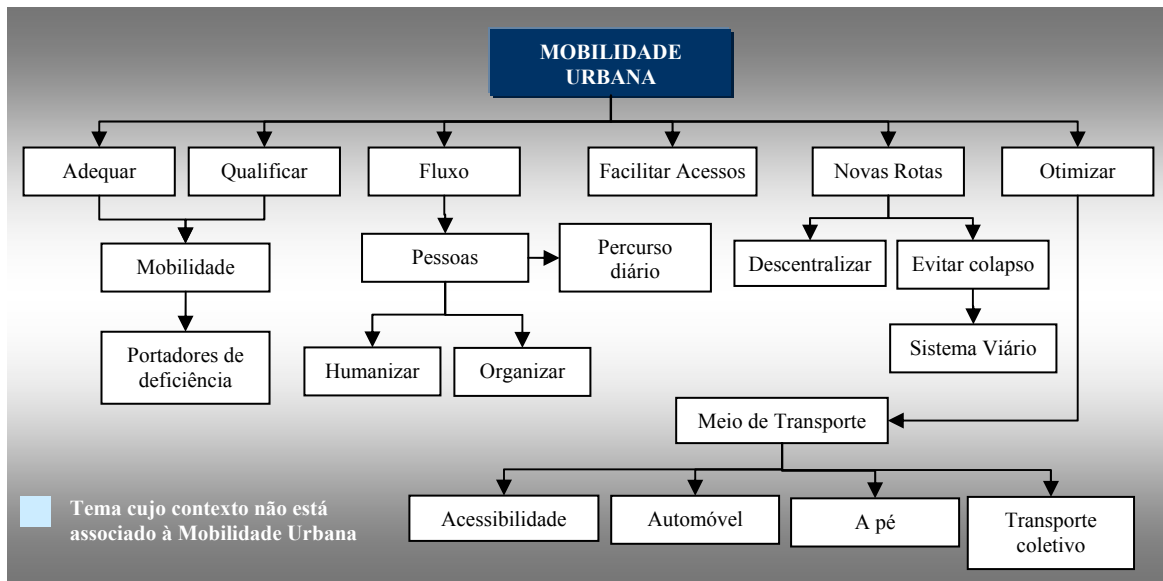 MOBILIDADE
URBANA
Adequar
Qualificar
Fluxo
Facilitar Acessos
Novas Rotas
Otimizar
Mobilidade
Pessoas
Percurso
diário
Descentralizar
Evitar colapso
Portadores de
deficiência
Humanizar
Organizar
Sistema Viário
Meio de Transporte
Acessibilidade
Automóvel
A pé
Transporte
coletivo
Tema cujo contexto não está
associado à Mobilidade Urbana